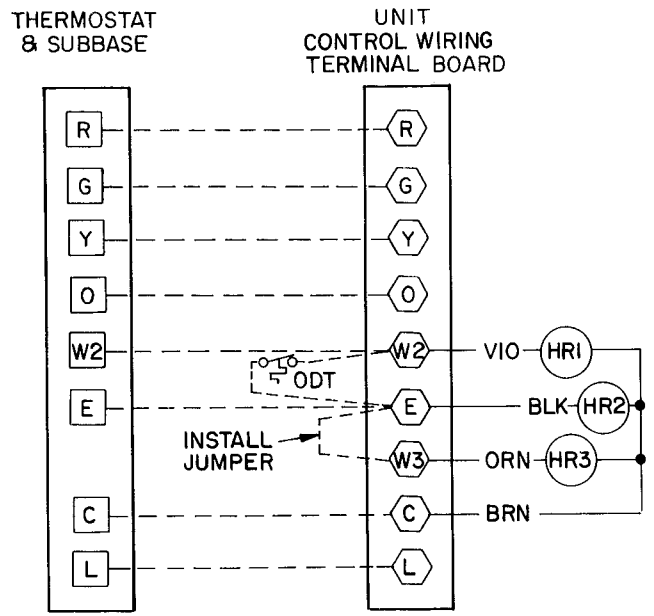 THERMOSTAT
& SUBBASE
UNIT
CONTROL WIRING
TERMINAL BOARD
R R
G G
Y Y
O O
W2 W2 VIO HR1
ODT
E E BLK HR2
INSTALL
JUMPER
W3 ORN HR3
C C BRN
L L